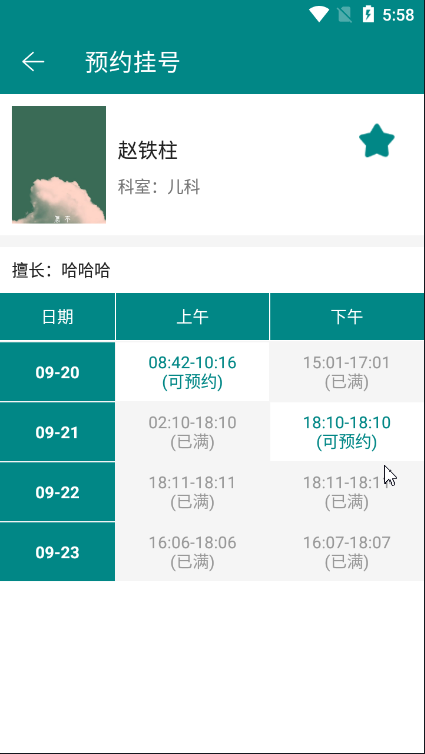 5:58
预约挂号
赵铁柱
科室：儿科
擅长：哈哈哈
日期 上午 下午
09-20 08:42-10:16 15:01-17:01
(可预约) (已满)
09-21 02:10-18:10 18:10-18:10
(已满) (可预约)
09-22 18:11-18:11 18:11-18:11
(已满) (已满)
09-23 16:06-18:06 16:07-18:07
(已满) (已满)